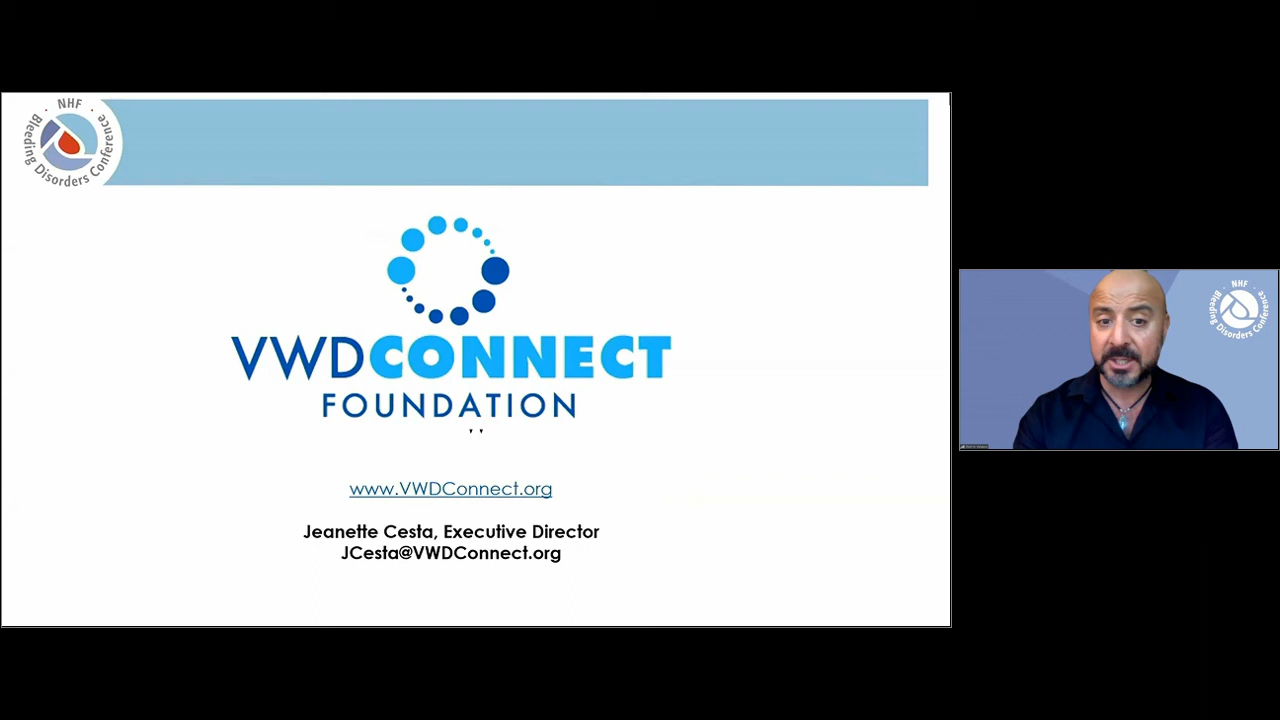 NHF
Bleeding Disorders Conference
VWDCONNECT
FOUNDATION
www.VWDConnect.org
Jeanette Cesta, Executive Director
JCesta@VWDConnect.org
NHF
Bleeding Disorders Conference